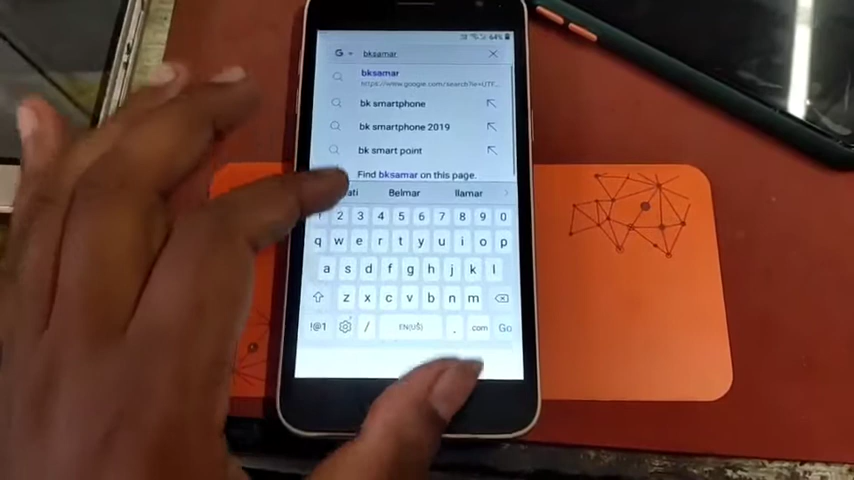 64%
G bksamar
bksamar
https://www.google.com/search?q=UTF...
bk smartphone
bk smartphone 2019
bk smart point
Find bksamar on this page.
Belmar llamar
2 3 4 5 6 7 8 9 0
q w e r t y u i o p
a s d f g h j k l
z x c v b n m
!@1 / EN(US) . .com Go